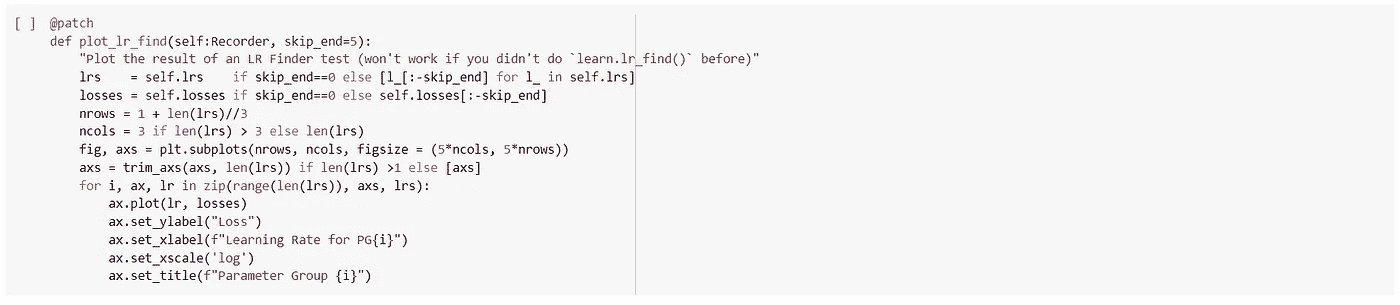 [ ] @patch
def plot_lr_find(self:Recorder, skip_end=5):
    "Plot the result of an LR Finder test (won't work if you didn't do `learn.lr_find()` before)"
    lrs    = self.lrs    if skip_end==0 else [l_[:-skip_end] for l_ in self.lrs]
    losses = self.losses if skip_end==0 else self.losses[:-skip_end]
    nrows = 1 + len(lrs)//3
    ncols = 3 if len(lrs) > 3 else len(lrs)
    fig, axs = plt.subplots(nrows, ncols, figsize = (5*ncols, 5*nrows))
    axs = trim_axs(axs, len(lrs)) if len(lrs) >1 else [axs]
    for i, ax, lr in zip(range(len(lrs)), axs, lrs):
        ax.plot(lr, losses)
        ax.set_ylabel("Loss")
        ax.set_xlabel(f"Learning Rate for PG{i}")
        ax.set_xscale('log')
        ax.set_title(f"Parameter Group {i}")